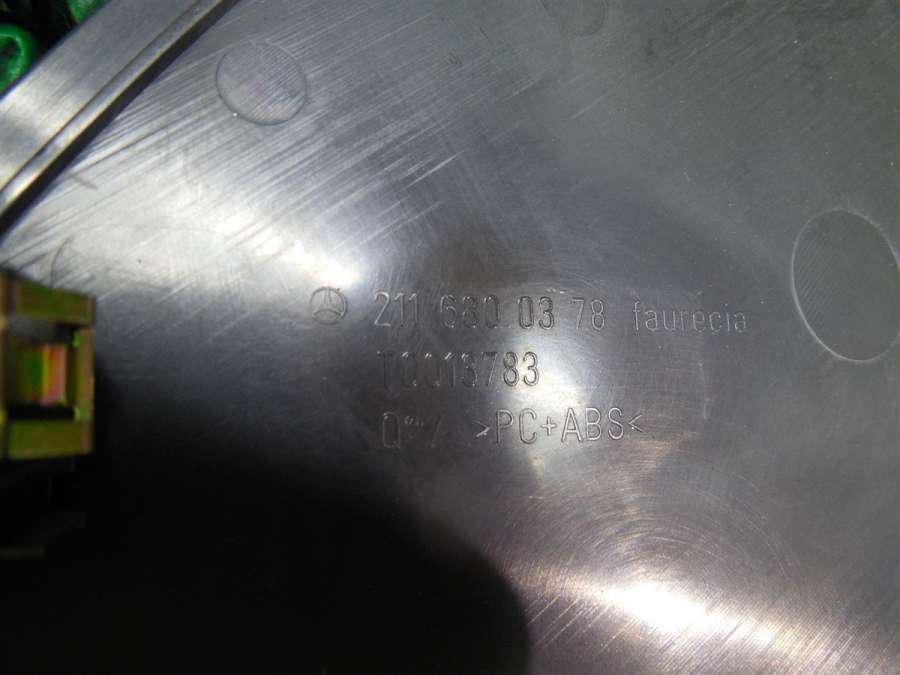 211 680 03 78 faurecia
T0013783
>PC+ABS<